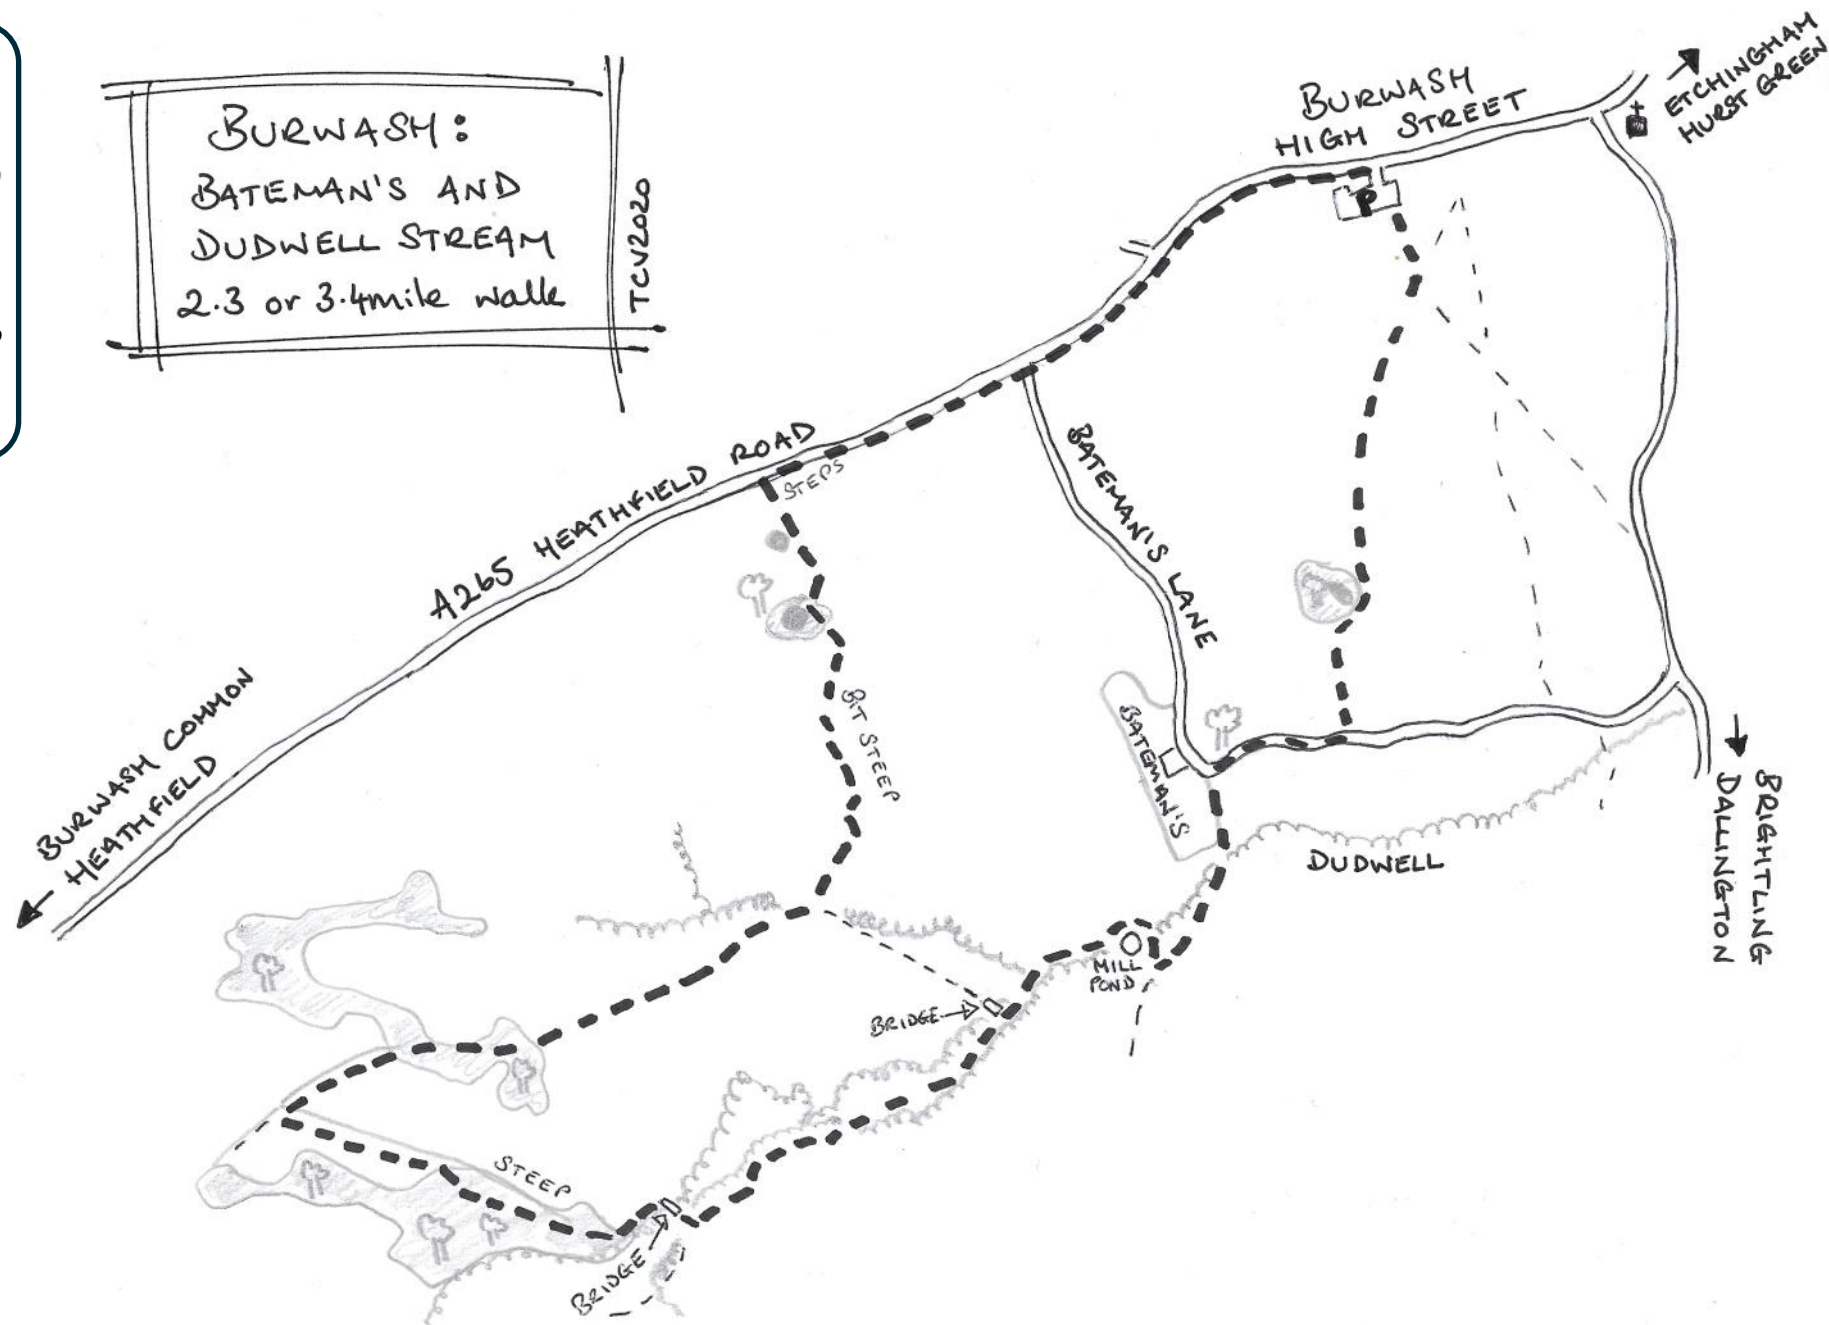 BURWASH:
BATEMAN'S AND
DUDWELL STREAM
2.3 or 3.4mile walk
TCV2020
ETCHINGHAM
HURST GREEN
BURWASH
HIGH STREET
P
A265 HEATHFIELD ROAD
STEPS
BATEMAN'S LANE
BIT STEEP
BURWASH COMMON
HEATHFIELD
BATEMAN'S
DUDWELL
BRIGHTLING
DALLINGTON
MILL
POND
BRIDGE
STEEP
BRIDGE